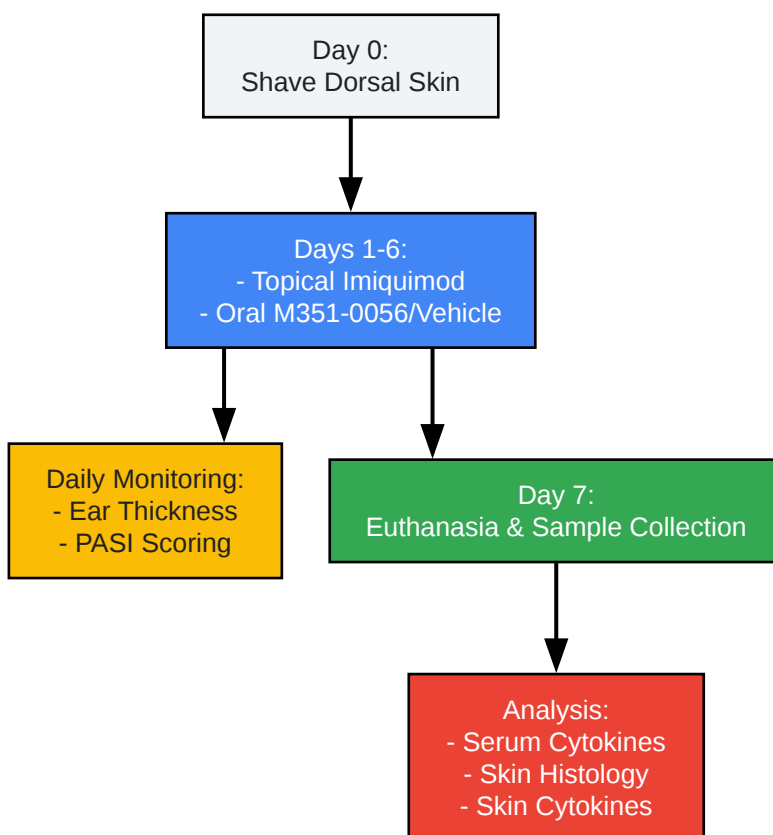 Day 0:
Shave Dorsal Skin
Days 1-6:
- Topical Imiquimod
- Oral M351-0056/Vehicle
Daily Monitoring:
- Ear Thickness
- PASI Scoring
Day 7:
Euthanasia & Sample Collection
Analysis:
- Serum Cytokines
- Skin Histology
- Skin Cytokines